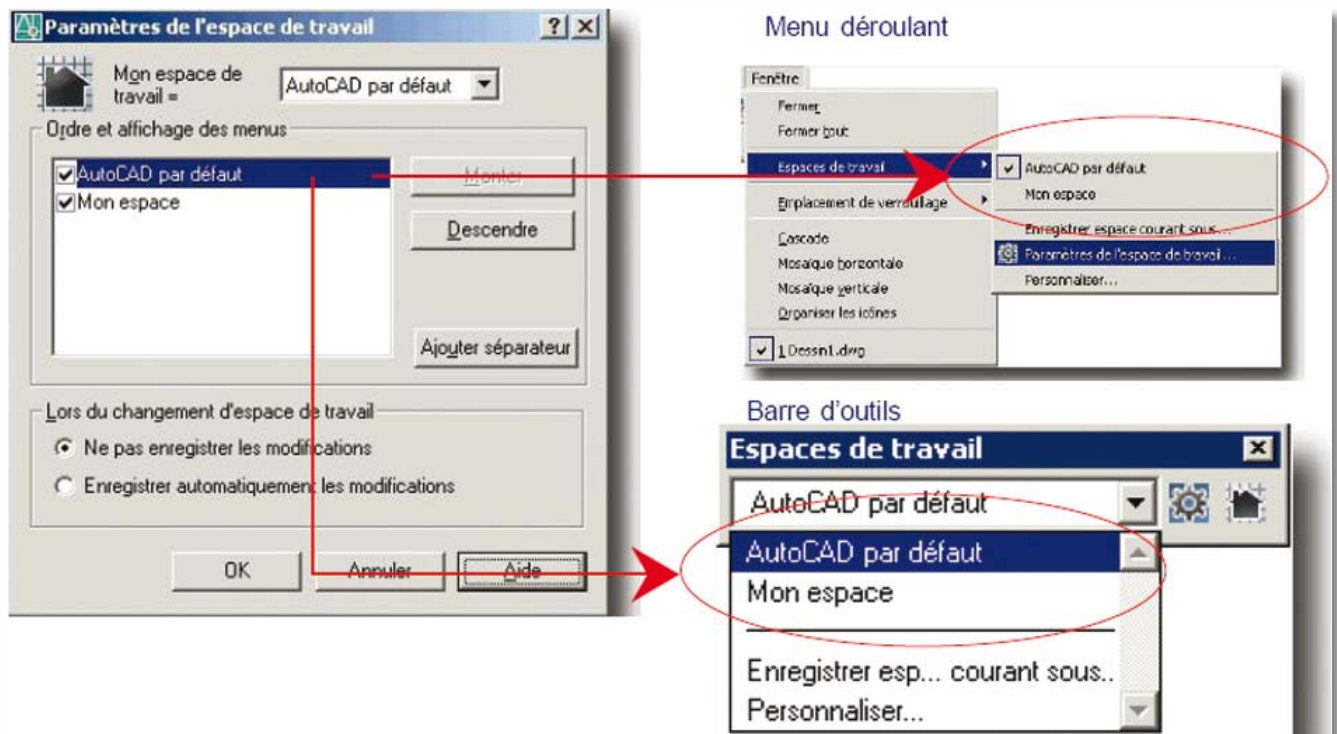 Paramètres de l'espace de travail
Mon espace de
travail =
AutoCAD par défaut
Ordre et affichage des menus
AutoCAD par défaut
Mon espace
Monter
Descendre
Ajouter séparateur
Lors du changement d'espace de travail
Ne pas enregistrer les modifications
Enregistrer automatiquement les modifications
OK
Annuler
Aide
Menu déroulant
Fenêtre
Fermer
Fermer tout
Espaces de travail
Emplacement de verrouillage
Cascade
Mosaïque horizontale
Mosaïque verticale
Organiser les icônes
1 Dessin1.dwg
AutoCAD par défaut
Mon espace
Enregistrer espace courant sous...
Paramètres de l'espace de travail...
Personnaliser...
Barre d'outils
Espaces de travail
AutoCAD par défaut
AutoCAD par défaut
Mon espace
Enregistrer esp... courant sous..
Personnaliser...